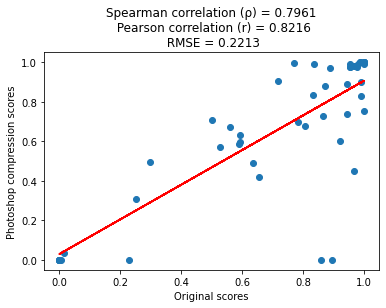 Spearman correlation (ρ) = 0.7961
Pearson correlation (r) = 0.8216
RMSE = 0.2213
1.0
0.8
0.6
0.4
0.2
0.0
Photoshop compression scores
0.0 0.2 0.4 0.6 0.8 1.0
Original scores